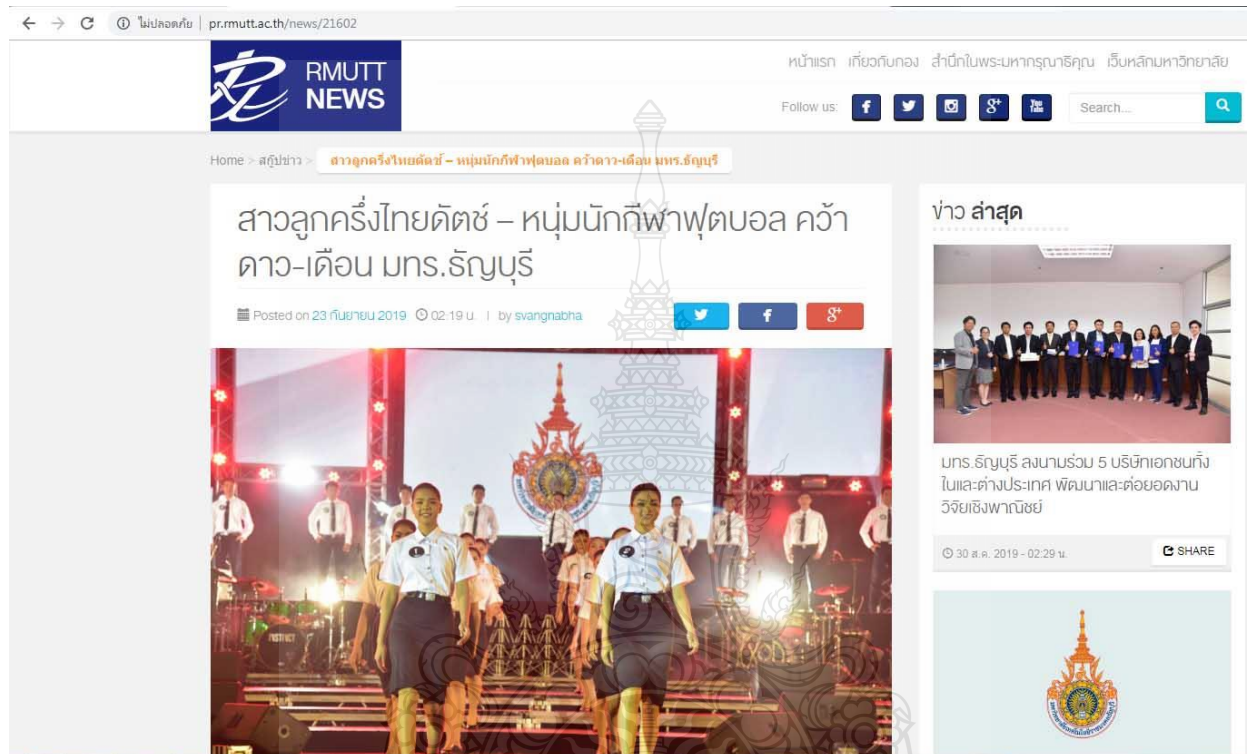 ไม่ปลอดภัย | pr.rmutt.ac.th/news/21602
RMUTT
NEWS
หน้าแรก เกี่ยวกับกอง สำนึกในพระมหากรุณาธิคุณ เว็บหลักมหาวิทยาลัย
Follow us:
Search...
Home > สกู๊ปข่าว > สาวลูกครึ่งไทยดัตช์ – หนุ่มนักกีฬาฟุตบอล คว้าดาว-เดือน มทร.ธัญบุรี
สาวลูกครึ่งไทยดัตช์ – หนุ่มนักกีฬาฟุตบอล คว้า
ดาว-เดือน มทร.ธัญบุรี
Posted on 23 กันยายน 2019 02:19 น. | by svangnabha
ข่าว ล่าสุด
มทร.ธัญบุรี ลงนามร่วม 5 บริษัทเอกชนทั้ง
ในและต่างประเทศ พัฒนาและต่อยอดงาน
วิจัยเชิงพาณิชย์
30 ส.ค. 2019 - 02:29 น.
SHARE